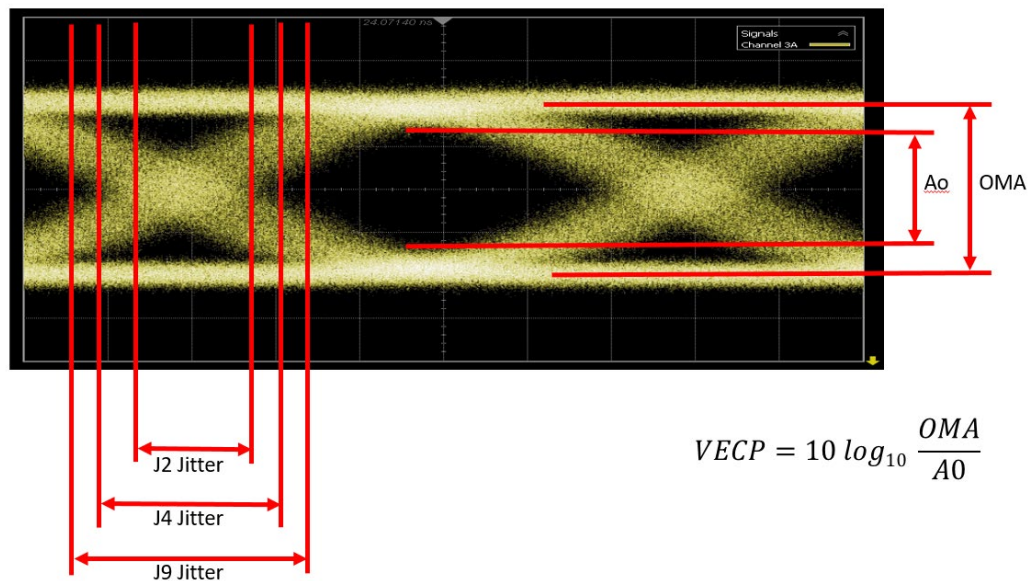 24.07140 ns
Signals
Channel 3A
Ao
OMA
J2 Jitter
J4 Jitter
J9 Jitter
VECP = 10 log₁₀ OMA/A0